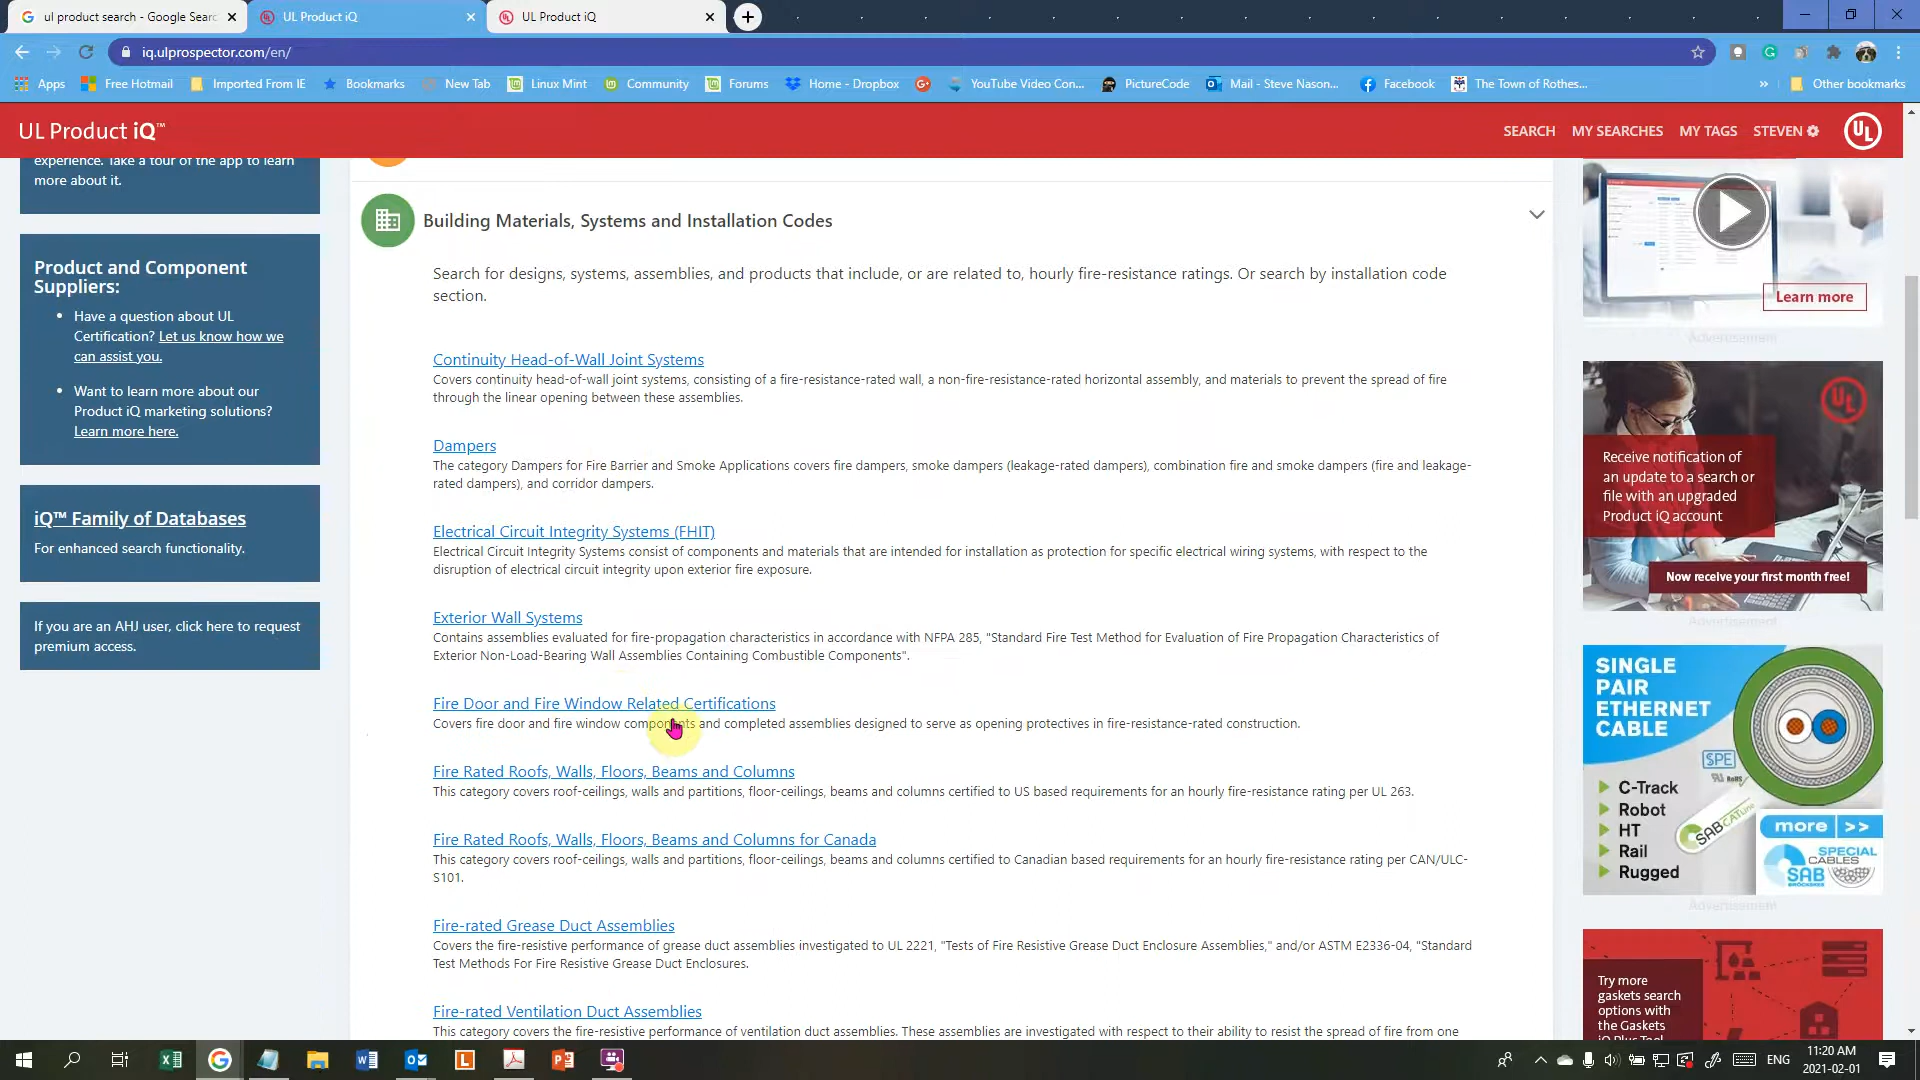 ul product search - Google Searc
UL Product iQ
UL Product iQ
iq.ulprospector.com/en/
Apps
Free Hotmail
Imported From IE
Bookmarks
New Tab
Linux Mint
Community
Forums
Home - Dropbox
YouTube Video Con...
PictureCode
Mail - Steve Nason...
Facebook
The Town of Rothes...
»
Other bookmarks
UL Product iQ™
SEARCH
MY SEARCHES
MY TAGS
STEVEN
UL
experience. Take a tour of the app to learn
more about it.
Product and Component
Suppliers:
• Have a question about UL
Certification? Let us know how we
can assist you.
• Want to learn more about our
Product iQ marketing solutions?
Learn more here.
iQ™ Family of Databases
For enhanced search functionality.
If you are an AHJ user, click here to request
premium access.
Building Materials, Systems and Installation Codes
Search for designs, systems, assemblies, and products that include, or are related to, hourly fire-resistance ratings. Or search by installation code
section.
Continuity Head-of-Wall Joint Systems
Covers continuity head-of-wall joint systems, consisting of a fire-resistance-rated wall, a non-fire-resistance-rated horizontal assembly, and materials to prevent the spread of fire
through the linear opening between these assemblies.
Dampers
The category Dampers for Fire Barrier and Smoke Applications covers fire dampers, smoke dampers (leakage-rated dampers), combination fire and smoke dampers (fire and leakage-
rated dampers), and corridor dampers.
Electrical Circuit Integrity Systems (FHIT)
Electrical Circuit Integrity Systems consist of components and materials that are intended for installation as protection for specific electrical wiring systems, with respect to the
disruption of electrical circuit integrity upon exterior fire exposure.
Exterior Wall Systems
Contains assemblies evaluated for fire-propagation characteristics in accordance with NFPA 285, "Standard Fire Test Method for Evaluation of Fire Propagation Characteristics of
Exterior Non-Load-Bearing Wall Assemblies Containing Combustible Components".
Fire Door and Fire Window Related Certifications
Covers fire door and fire window components and completed assemblies designed to serve as opening protectives in fire-resistance-rated construction.
Fire Rated Roofs, Walls, Floors, Beams and Columns
This category covers roof-ceilings, walls and partitions, floor-ceilings, beams and columns certified to US based requirements for an hourly fire-resistance rating per UL 263.
Fire Rated Roofs, Walls, Floors, Beams and Columns for Canada
This category covers roof-ceilings, walls and partitions, floor-ceilings, beams and columns certified to Canadian based requirements for an hourly fire-resistance rating per CAN/ULC-
S101.
Fire-rated Grease Duct Assemblies
Covers the fire-resistive performance of grease duct assemblies investigated to UL 2221, "Tests of Fire Resistive Grease Duct Enclosure Assemblies," and/or ASTM E2336-04, "Standard
Test Methods For Fire Resistive Grease Duct Enclosures.
Fire-rated Ventilation Duct Assemblies
This category covers the fire-resistive performance of ventilation duct assemblies. These assemblies are investigated with respect to their ability to resist the spread of fire from one
Learn more
Advertisement
UL
Receive notification of
an update to a search or
file with an upgraded
Product iQ account
Now receive your first month free!
Advertisement
SINGLE
PAIR
ETHERNET
CABLE
SPE
C-Track
Robot
HT
Rail
Rugged
SABCATLine
more >>
SPECIAL
CABLES
SAB
Advertisement
Try more
gaskets search
options with
the Gaskets
iQ Plus Tool
ENG
11:20 AM
2021-02-01